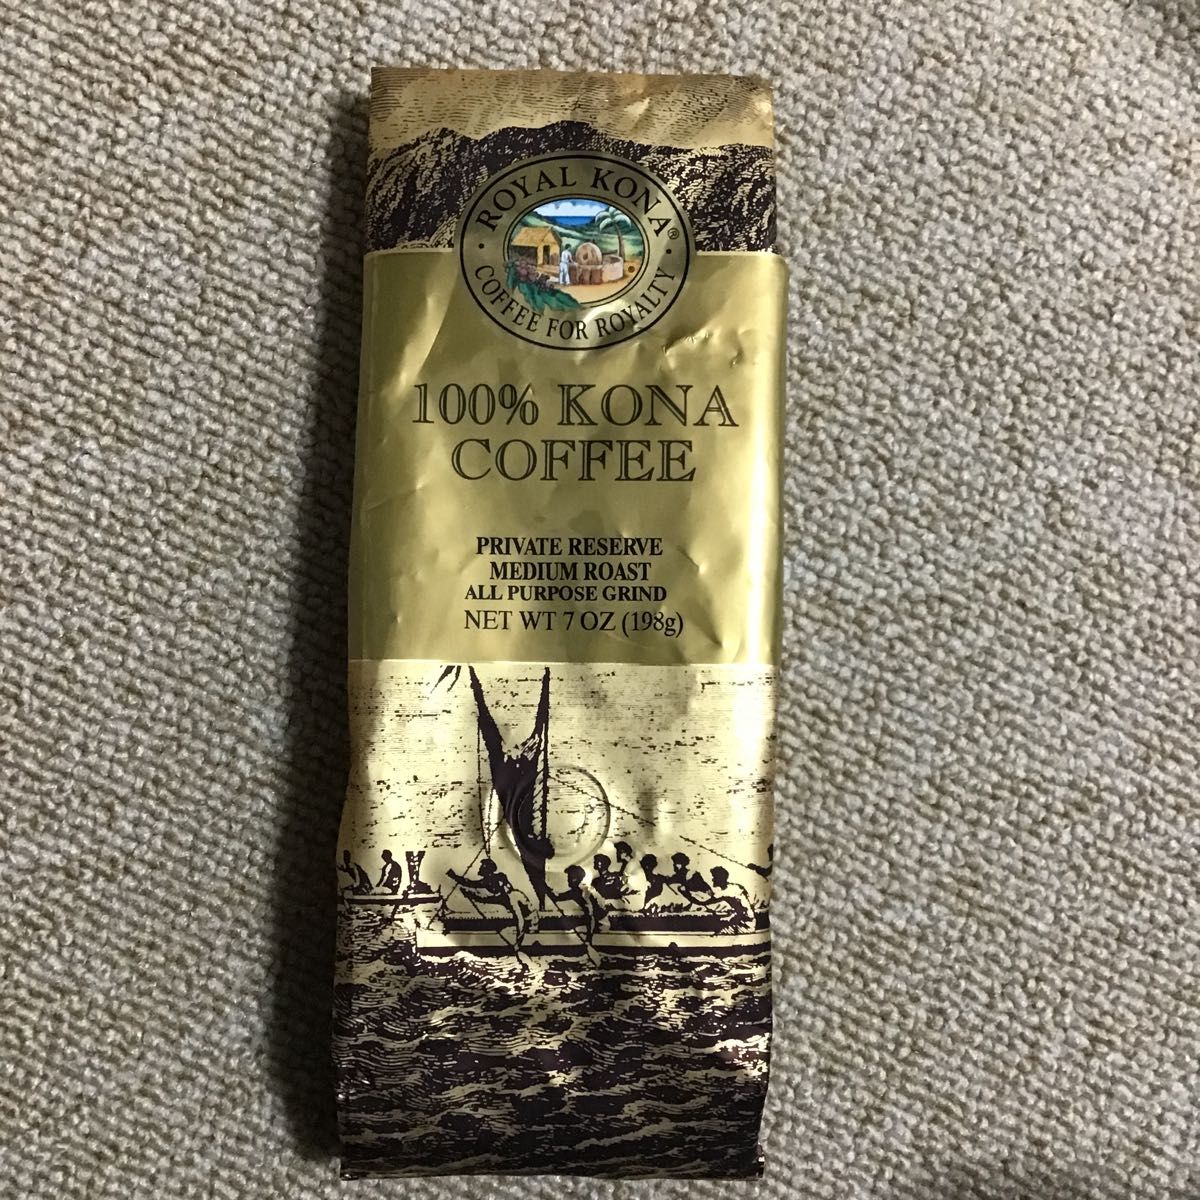 ROYAL KONA®
COFFEE FOR ROYALTY
100% KONA
COFFEE
PRIVATE RESERVE
MEDIUM ROAST
ALL PURPOSE GRIND
NET WT 7 OZ (198g)